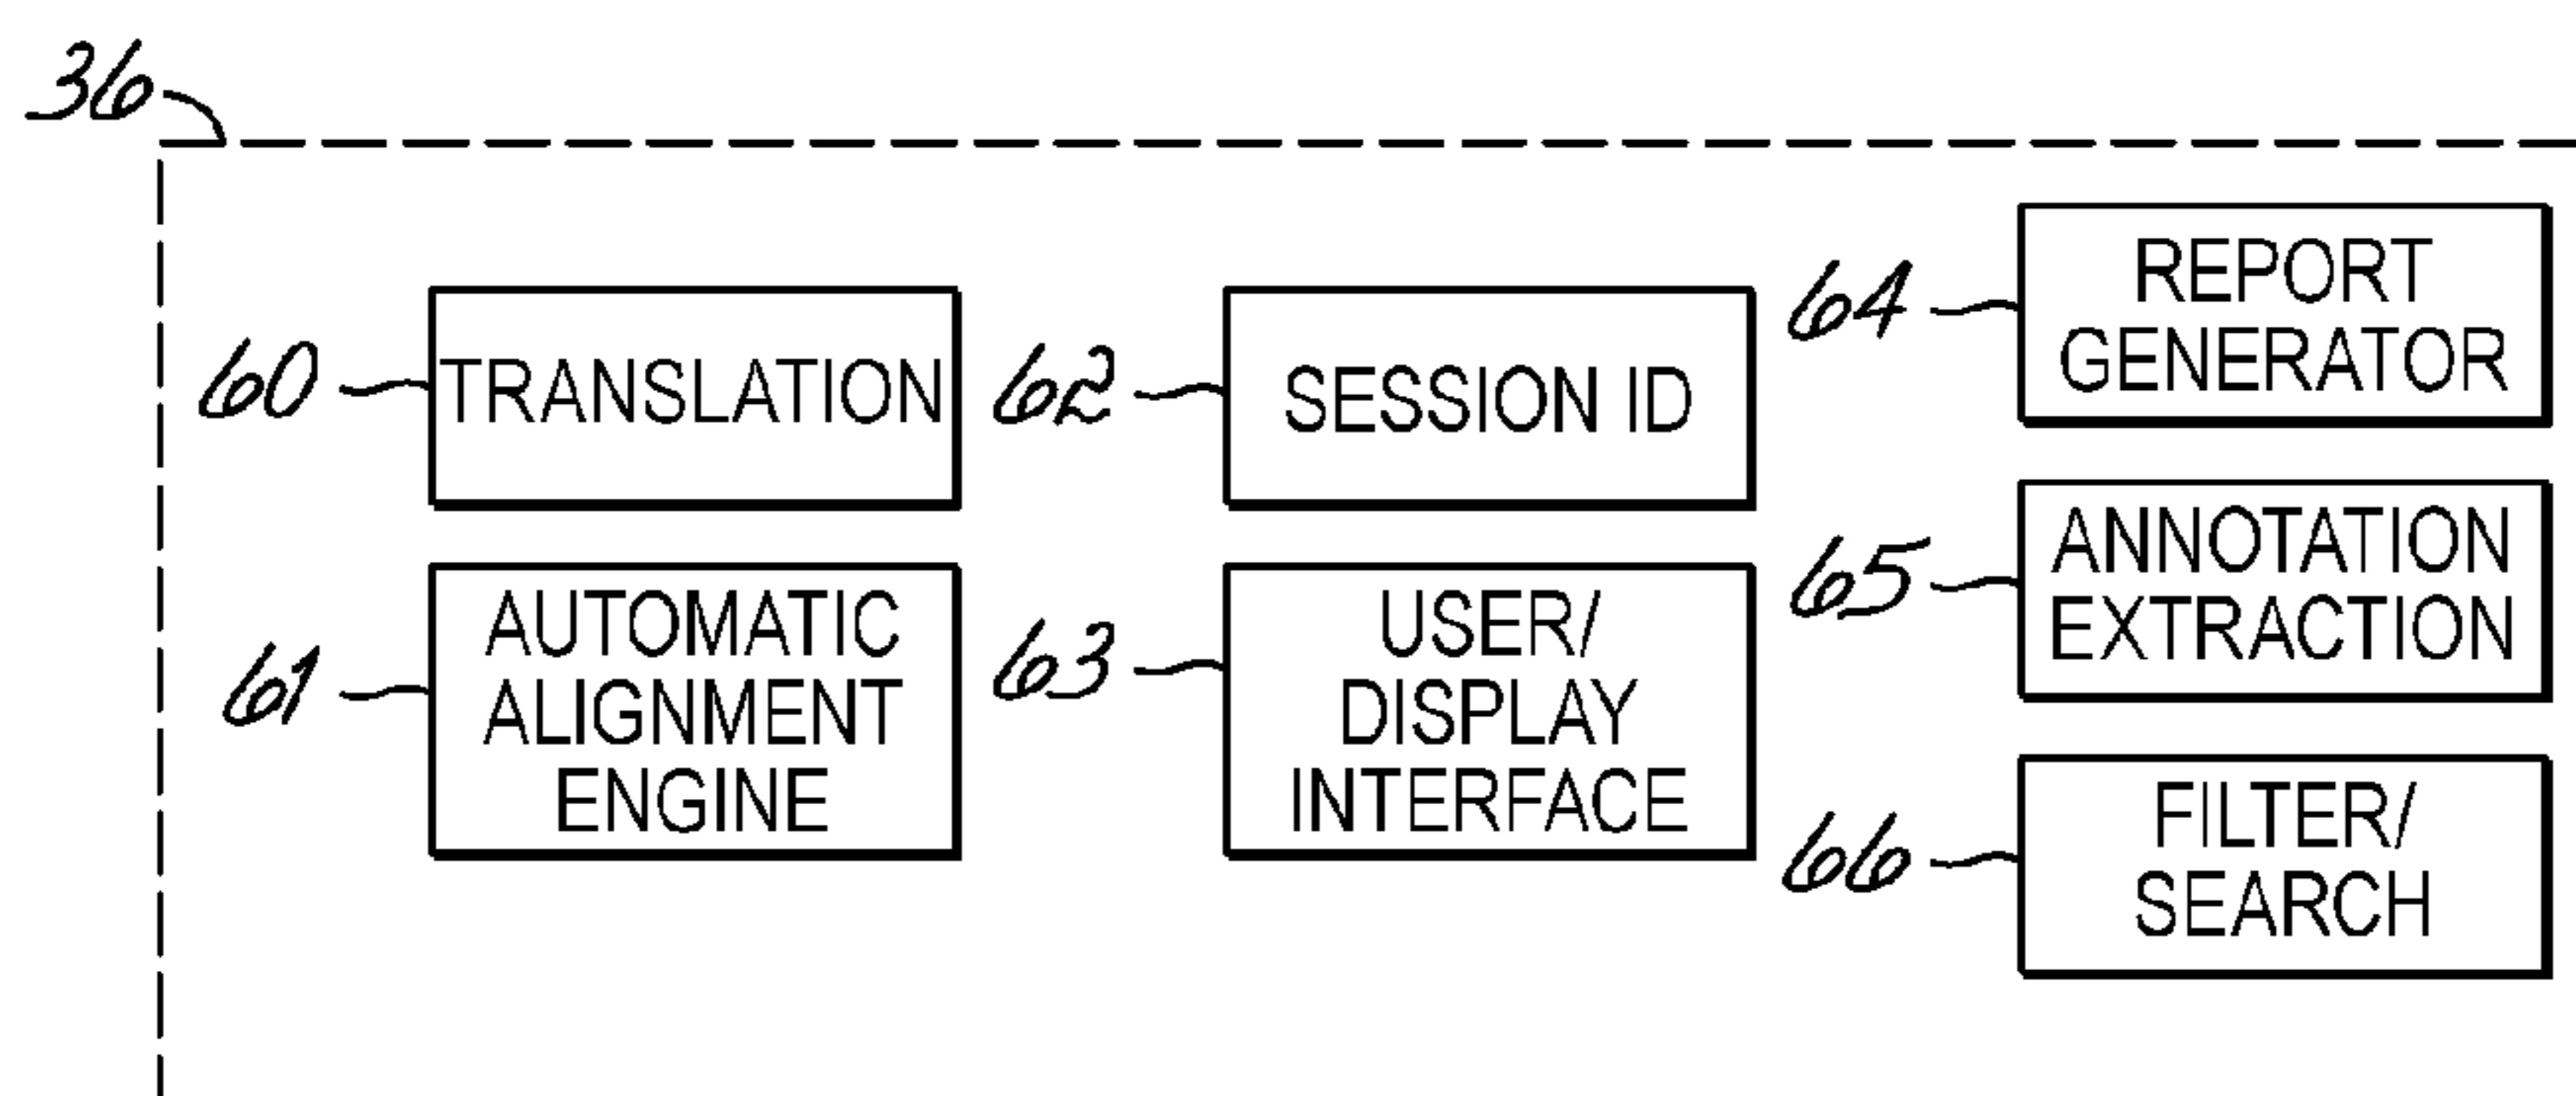 36
60
TRANSLATION
61
AUTOMATIC
ALIGNMENT
ENGINE
62
SESSION ID
63
USER/
DISPLAY
INTERFACE
64
REPORT
GENERATOR
65
ANNOTATION
EXTRACTION
66
FILTER/
SEARCH